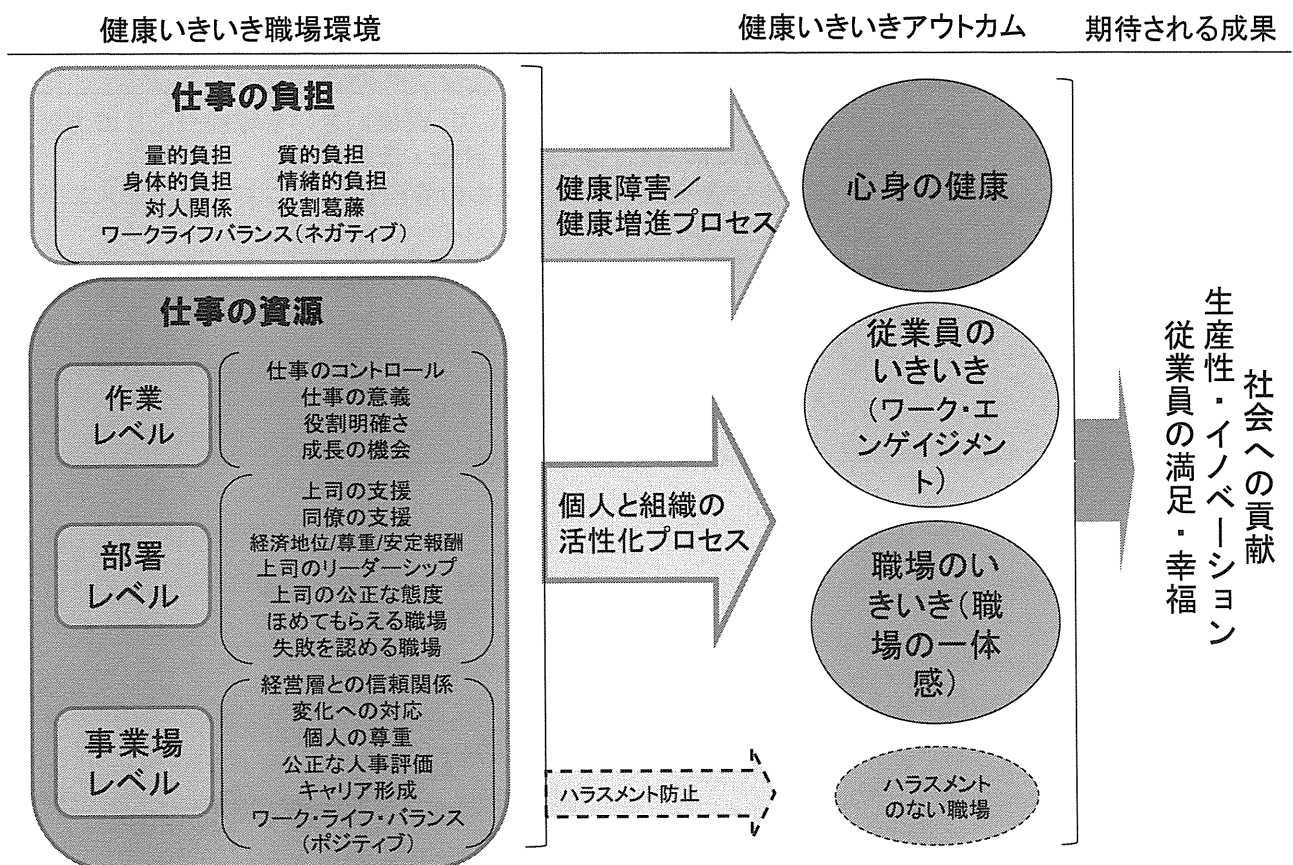 健康いきいき職場環境
健康いきいきアウトカム
期待される成果
仕事の負担
量的負担 質的負担
身体的負担 情緒的負担
対人関係 役割葛藤
ワークライフバランス(ネガティブ)
仕事の資源
作業
レベル
仕事のコントロール
仕事の意義
役割明確さ
成長の機会
部署
レベル
上司の支援
同僚の支援
経済地位/尊重/安定報酬
上司のリーダーシップ
上司の公正な態度
ほめてもらえる職場
失敗を認める職場
事業場
レベル
経営層との信頼関係
変化への対応
個人の尊重
公正な人事評価
キャリア形成
ワーク・ライフ・バランス
(ポジティブ)
健康障害/
健康増進プロセス
個人と組織の
活性化プロセス
ハラスメント防止
心身の健康
従業員の
いきいき
(ワーク・エ
ンゲイジメン
ト)
職場のい
きいき(職
場の一体
感)
ハラスメント
のない職場
社会への貢献
生産性・イノベーション
従業員の満足・幸福